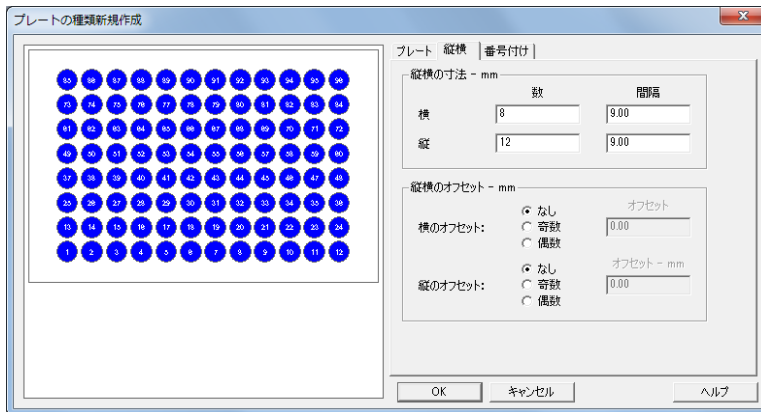 プレートの種類新規作成
プレート 縦横 番号付け
縦横の寸法 - mm
数 間隔
横 8 9.00
縦 12 9.00
縦横のオフセット - mm
オフセット
横のオフセット: なし 0.00
奇数
偶数
オフセット - mm
縦のオフセット: なし 0.00
奇数
偶数
OK キャンセル ヘルプ
85 86 87 88 89 90 91 92 93 94 95 96
73 74 75 76 77 78 79 80 81 82 83 84
61 62 63 64 65 66 67 68 69 70 71 72
49 50 51 52 53 54 55 56 57 58 59 60
37 38 39 40 41 42 43 44 45 46 47 48
25 26 27 28 29 30 31 32 33 34 35 36
13 14 15 16 17 18 19 20 21 22 23 24
1 2 3 4 5 6 7 8 9 10 11 12